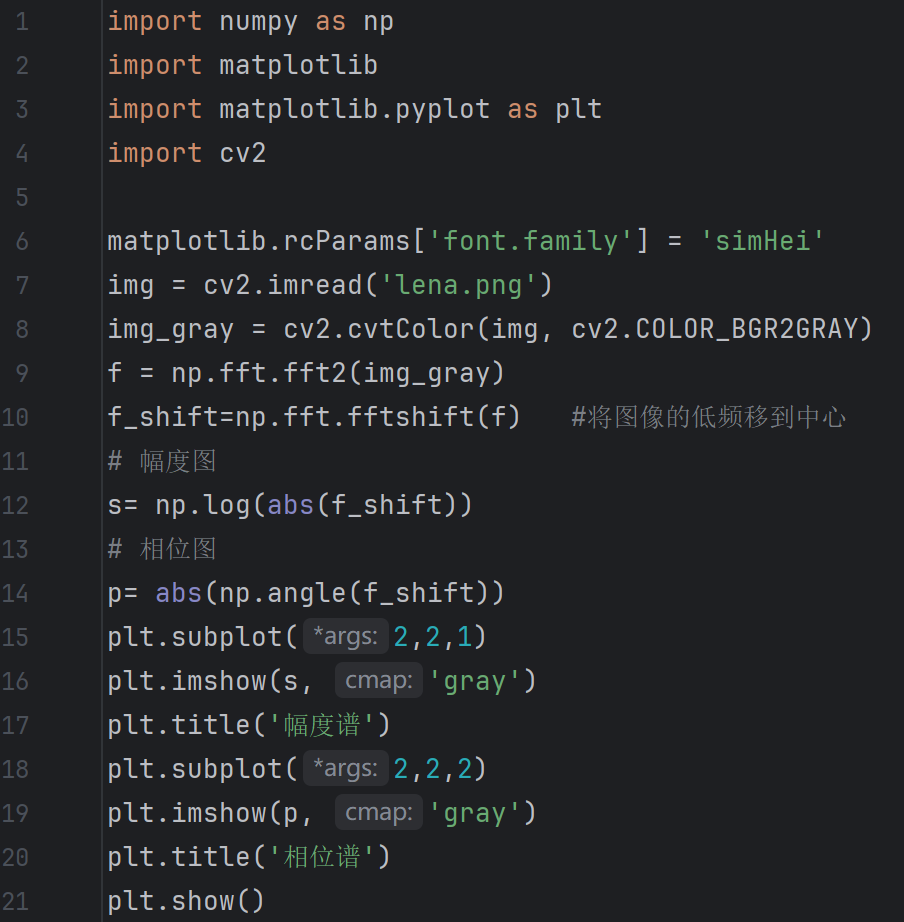 1 import numpy as np
2 import matplotlib
3 import matplotlib.pyplot as plt
4 import cv2
5
6 matplotlib.rcParams['font.family'] = 'simHei'
7 img = cv2.imread('lena.png')
8 img_gray = cv2.cvtColor(img, cv2.COLOR_BGR2GRAY)
9 f = np.fft.fft2(img_gray)
10 f_shift=np.fft.fftshift(f)   #将图像的低频移到中心
11 # 幅度图
12 s= np.log(abs(f_shift))
13 # 相位图
14 p= abs(np.angle(f_shift))
15 plt.subplot( *args: 2,2,1)
16 plt.imshow(s, cmap: 'gray')
17 plt.title('幅度谱')
18 plt.subplot( *args: 2,2,2)
19 plt.imshow(p, cmap: 'gray')
20 plt.title('相位谱')
21 plt.show()